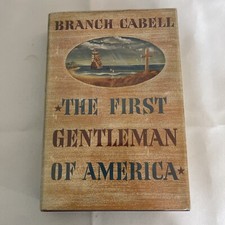 BRANCH CABELL
★THE FIRST
GENTLEMAN
OF AMERICA★